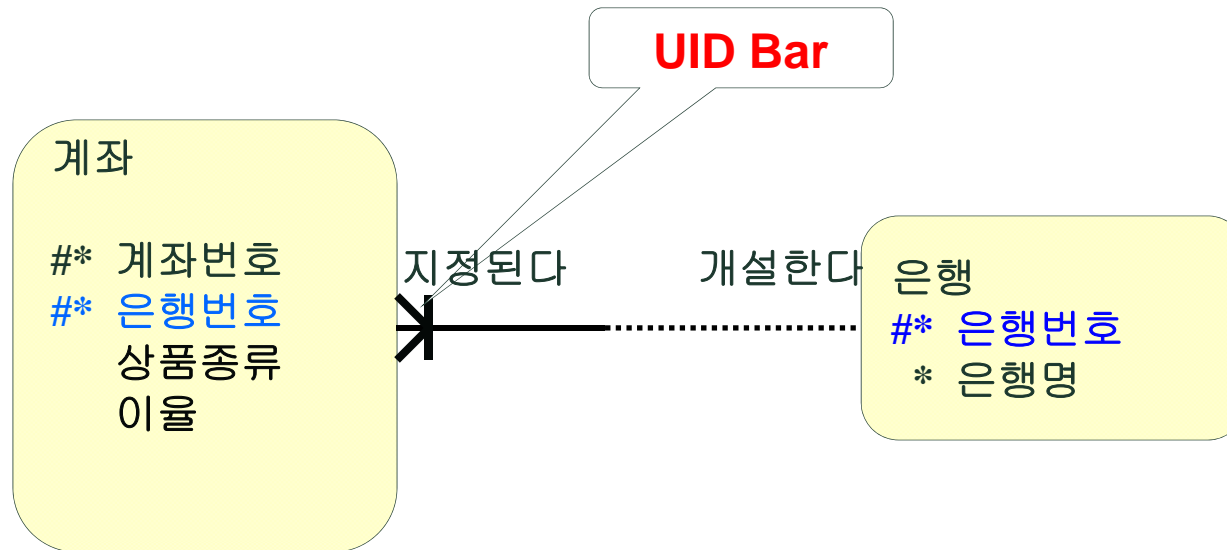 UID Bar
계좌
#* 계좌번호
#* 은행번호
상품종류
이율
지정된다
개설한다
은행
#* 은행번호
* 은행명